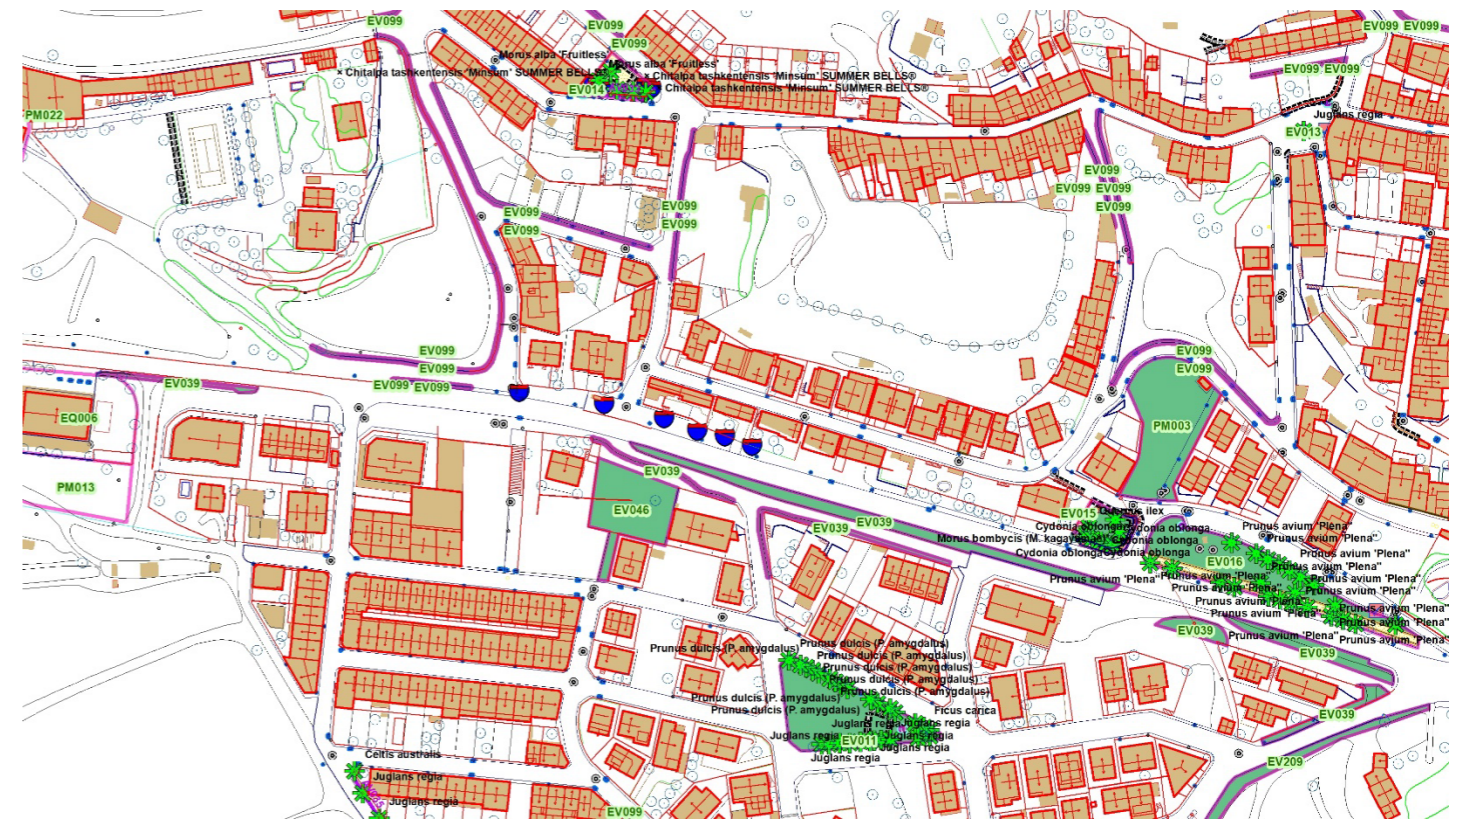 EV099
EV099
EV099 EV099
EV099
Morus alba 'Fruitless'
Morus alba 'Fruitless'
× Chitalpa tashkentensis 'Minsum' SUMMER BELLS®
× Chitalpa tashkentensis 'Minsum' SUMMER BELLS®
Chitalpa tashkentensis 'Minsum' SUMMER BELLS®
EV014
EV099 EV099
PM022
Juglans regia
EV013
EV099
EV099 EV099
EV099
EV099
EV099
EV099
EV099
EV099
EV099
EV099
EV099
EV099
EV099 EV099
EV039
EQ006
PM003
EV039
PM013
EV046
EV039
EV039
EV015
Quercus ilex
Cydonia oblonga
Cydonia oblonga
Morus bombycis (M. kagayamae)
Cydonia oblonga
Cydonia oblonga
Cydonia oblonga
Prunus avium 'Plena''
Prunus avium 'Plena''
Prunus avium 'Plena''
EV016
Prunus avium 'Plena''
Prunus avium 'Plena''
Prunus avium 'Plena''
Prunus avium 'Plena''
Prunus avium 'Plena'
Prunus avium 'Plena''
Prunus avium 'Plena'
Prunus avium 'Plena''
Prunus avium 'Plena'
Prunus avium 'Plena''
Prunus avium 'Plena''
Prunus avium 'Plena''
EV039
EV039
Prunus dulcis (P. amygdalus)
Prunus dulcis (P. amygdalus)
Prunus dulcis (P. amygdalus)
Prunus dulcis (P. amygdalus)
Prunus dulcis (P. amygdalus)
Prunus dulcis (P. amygdalus)
Prunus dulcis (P. amygdalus)
Prunus dulcis (P. amygdalus)
Ficus carica
EV039
Juglans regia
Juglans regia
Juglans regia
EV011
Juglans regia
Juglans regia
Juglans regia
Celtis australis
Juglans regia
Juglans regia
EV209
EV099